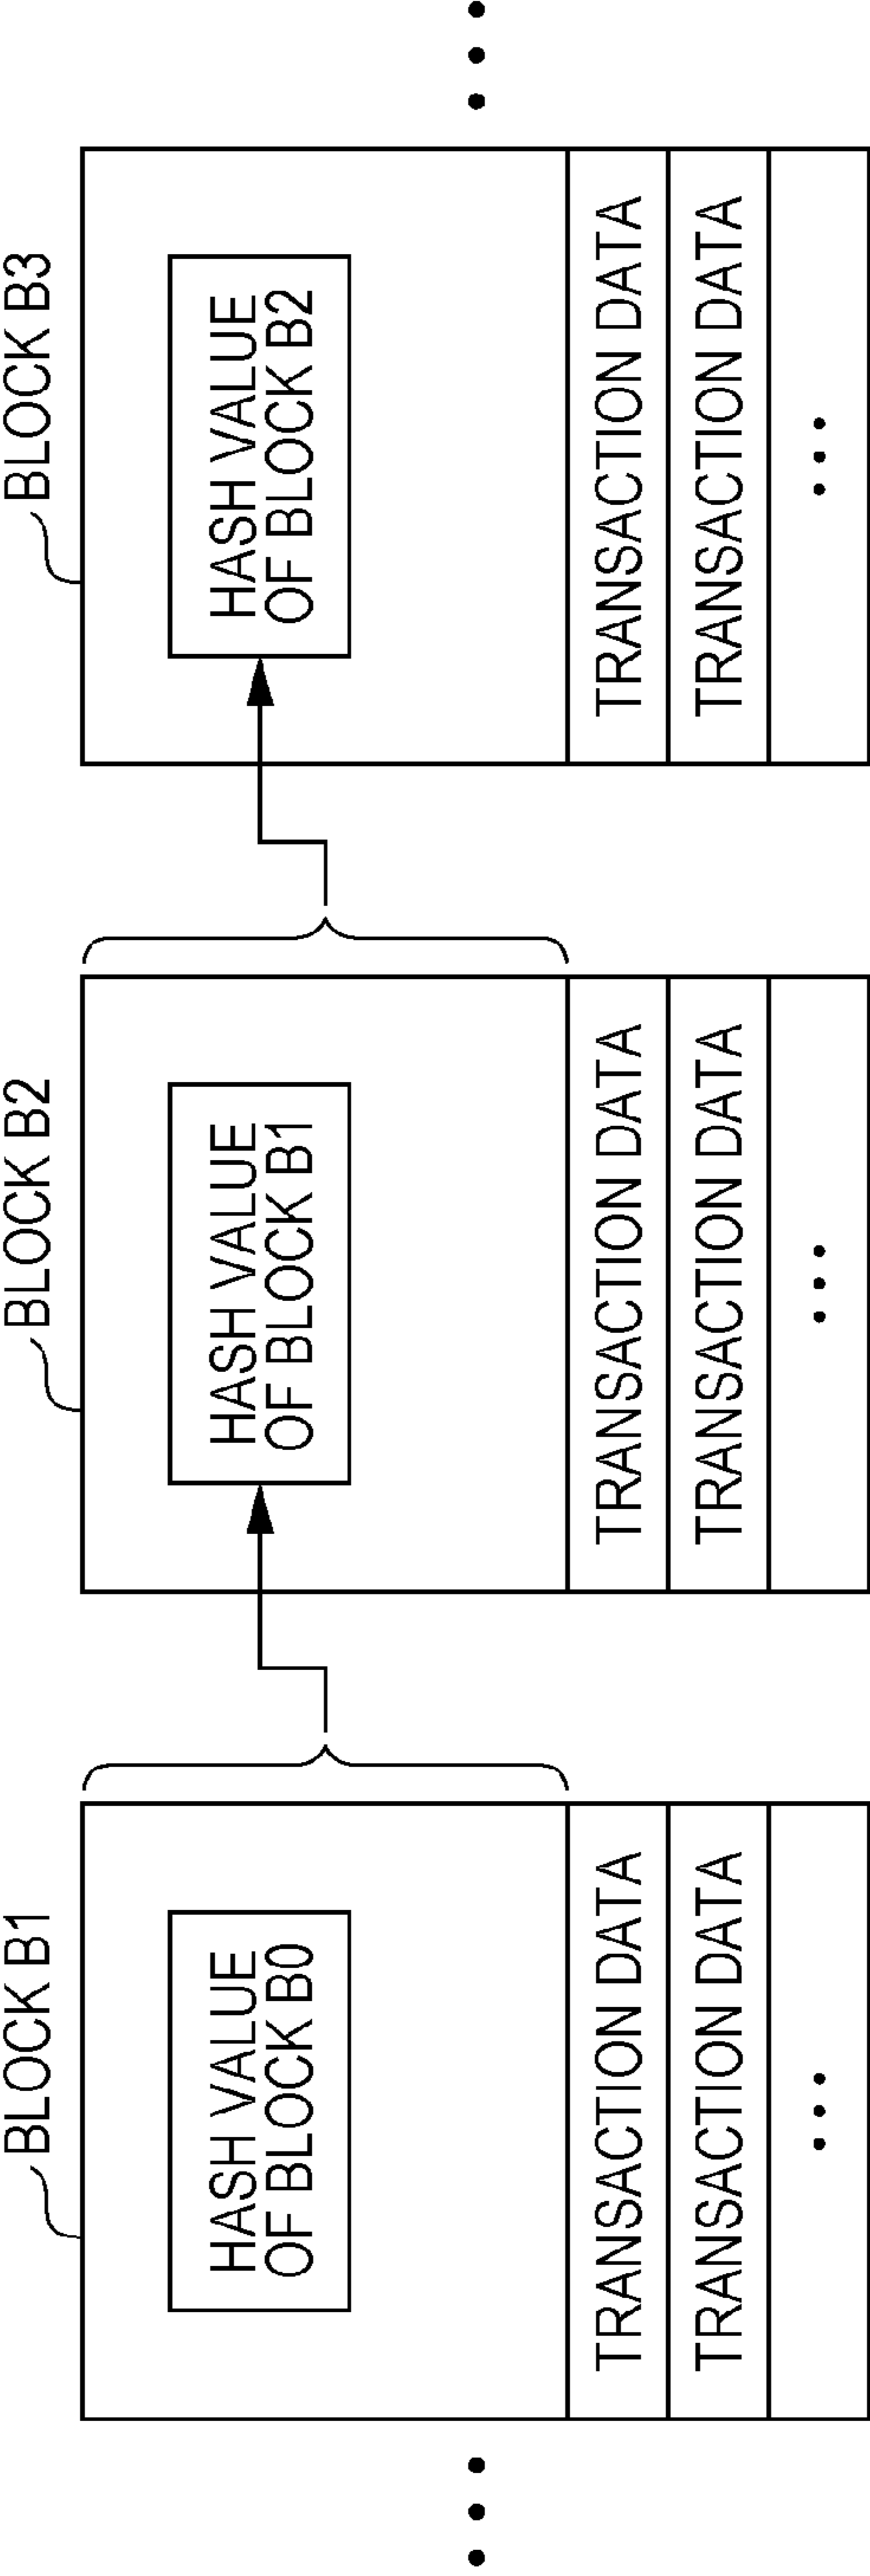 BLOCK B1
HASH VALUE
OF BLOCK B0
TRANSACTION DATA
TRANSACTION DATA
...
BLOCK B2
HASH VALUE
OF BLOCK B1
TRANSACTION DATA
TRANSACTION DATA
...
BLOCK B3
HASH VALUE
OF BLOCK B2
TRANSACTION DATA
TRANSACTION DATA
...